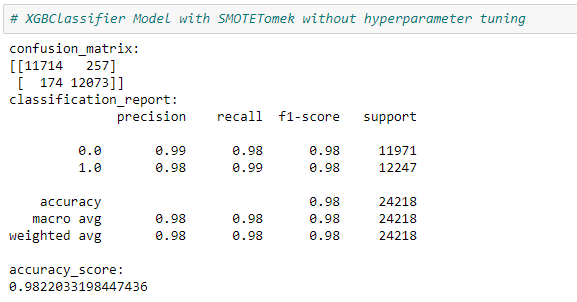 # XGBClassifier Model with SMOTETomek without hyperparameter tuning
confusion_matrix:
[[11714   257]
 [  174 12073]]
classification_report:
              precision    recall  f1-score   support

         0.0       0.99      0.98      0.98     11971
         1.0       0.98      0.99      0.98     12247

    accuracy                           0.98     24218
   macro avg       0.98      0.98      0.98     24218
weighted avg       0.98      0.98      0.98     24218

accuracy_score:
0.9822033198447436